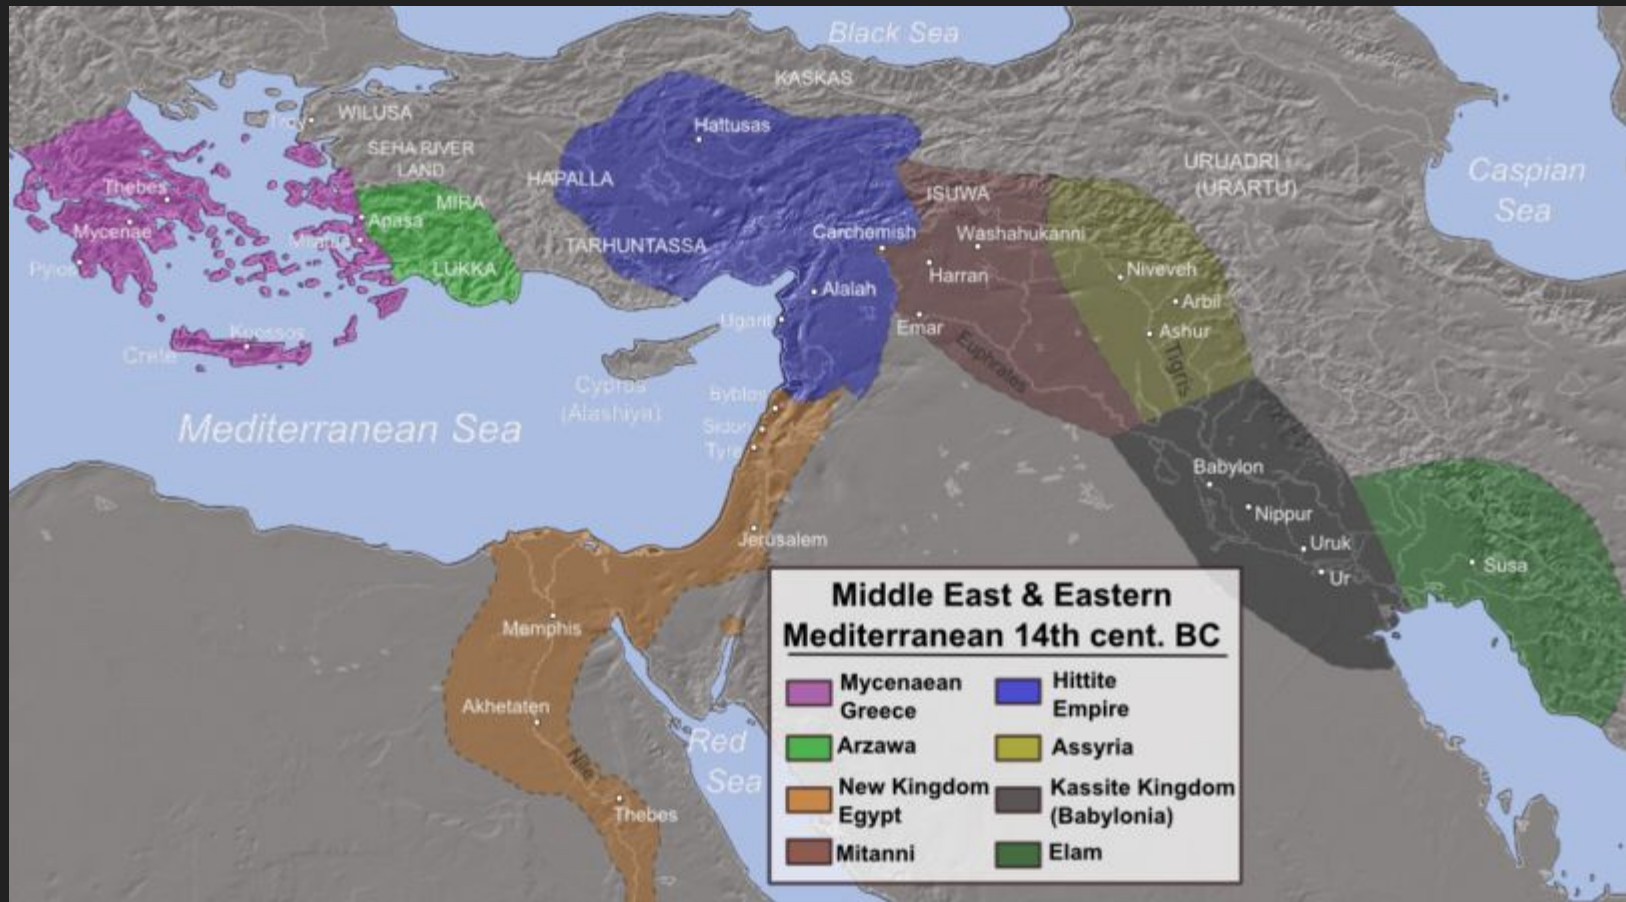 Black Sea
KASKAS
WILUSA
Troy
Hattusas
SEHA RIVER
LAND
URUADRI
(URARTU)
Caspian
Sea
HAPALLA
Thebes
MIRA
ISUWA
Apasa
Mycenae
Carchemish
Washahukanni
TARHUNTASSA
Pylos
LUKKA
Harran
Niveveh
Alalah
Arbil
Ugarit
Emar
Ashur
Knossos
Crete
Euphrates
Tigris
Cyprus
(Alashiya)
Byblos
Mediterranean Sea
Sidon
Tyre
Babylon
Nippur
Jerusalem
Uruk
Susa
Ur
Memphis
Akhetaten
Nile
Red
Sea
Thebes
Middle East & Eastern
Mediterranean 14th cent. BC
Mycenaean
Greece
Hittite
Empire
Arzawa
Assyria
New Kingdom
Egypt
Kassite Kingdom
(Babylonia)
Mitanni
Elam